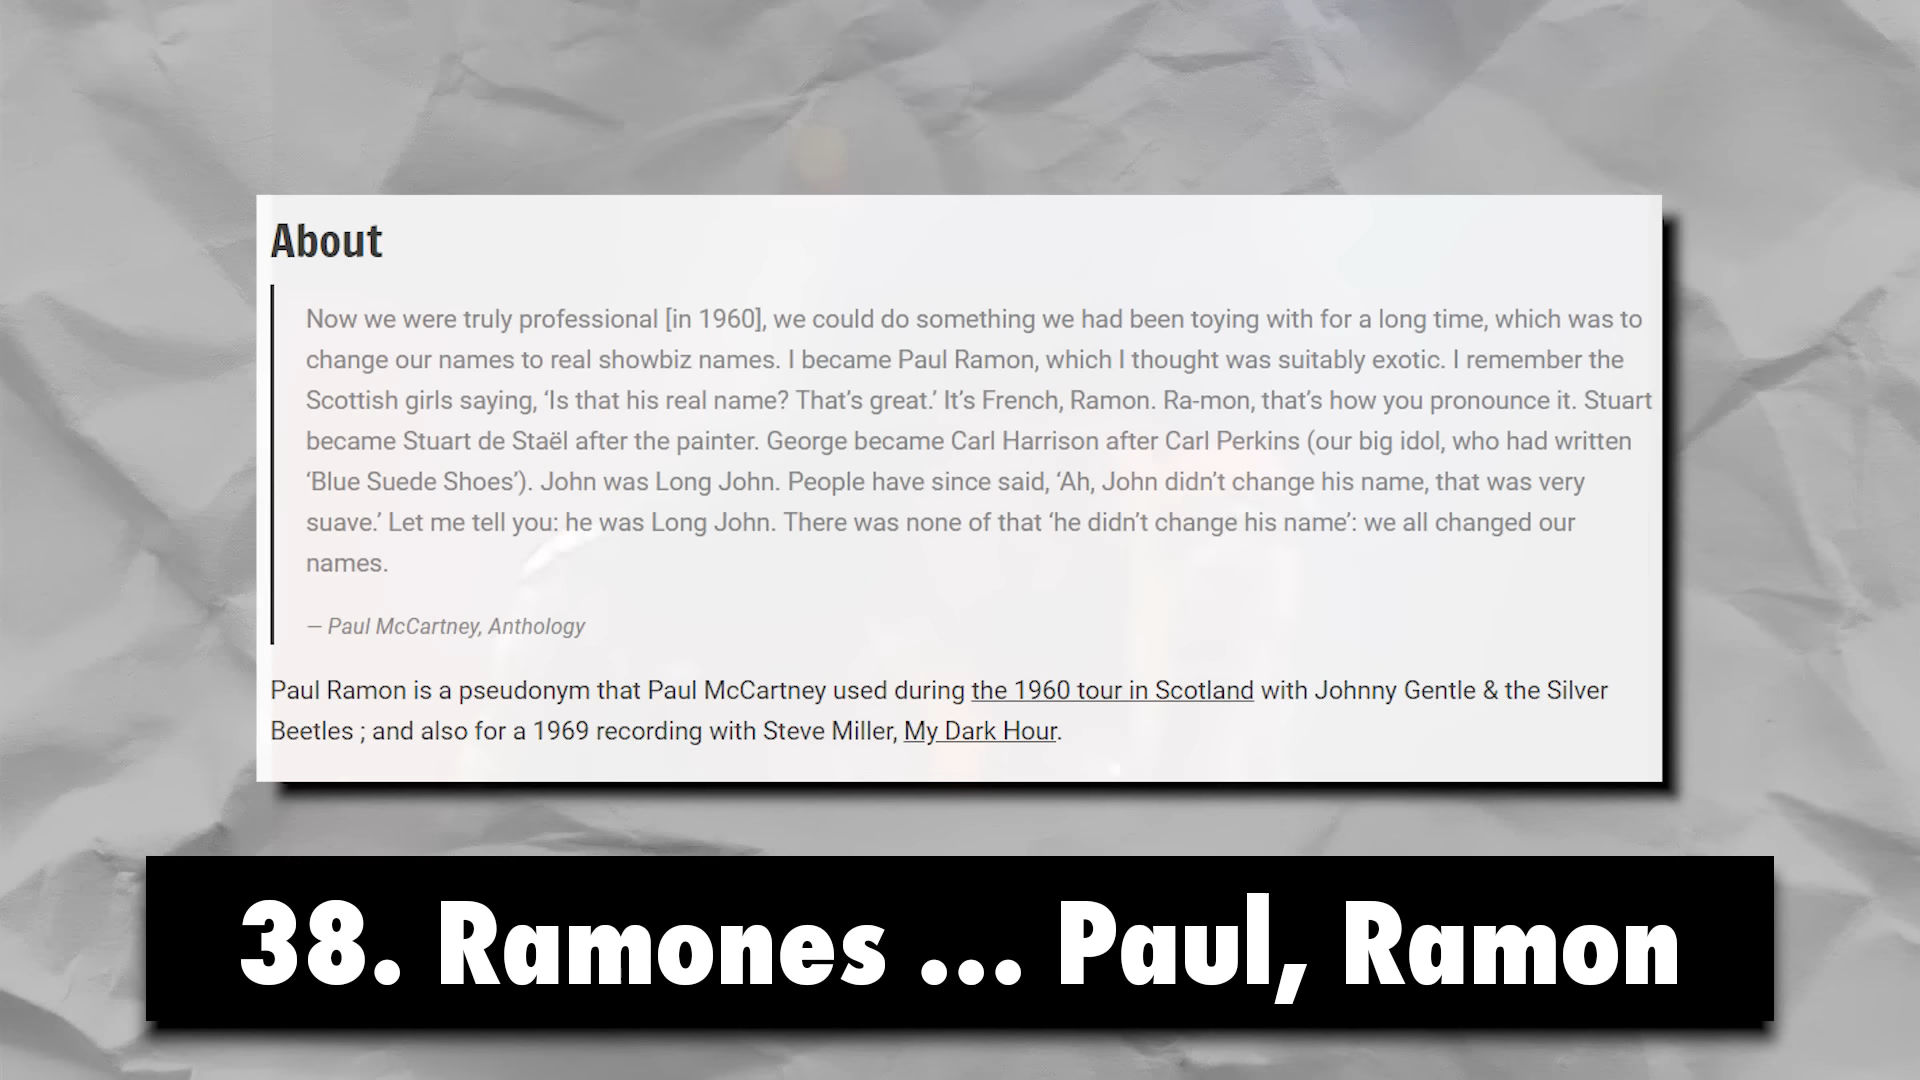 About
Now we were truly professional [in 1960], we could do something we had been toying with for a long time, which was to
change our names to real showbiz names. I became Paul Ramon, which I thought was suitably exotic. I remember the
Scottish girls saying, ‘Is that his real name? That’s great.’ It’s French, Ramon. Ra-mon, that’s how you pronounce it. Stuart
became Stuart de Staël after the painter. George became Carl Harrison after Carl Perkins (our big idol, who had written
‘Blue Suede Shoes’). John was Long John. People have since said, ‘Ah, John didn’t change his name, that was very
suave.’ Let me tell you: he was Long John. There was none of that ‘he didn’t change his name’: we all changed our
names.
— Paul McCartney, Anthology
Paul Ramon is a pseudonym that Paul McCartney used during the 1960 tour in Scotland with Johnny Gentle & the Silver
Beetles ; and also for a 1969 recording with Steve Miller, My Dark Hour.
38. Ramones ... Paul, Ramon